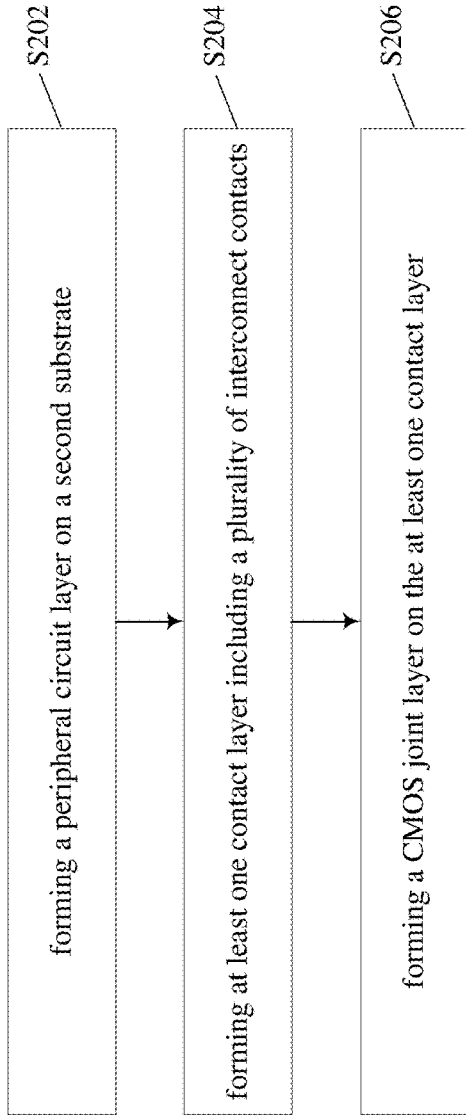 S202
forming a peripheral circuit layer on a second substrate
S204
forming at least one contact layer including a plurality of interconnect contacts
S206
forming a CMOS joint layer on the at least one contact layer